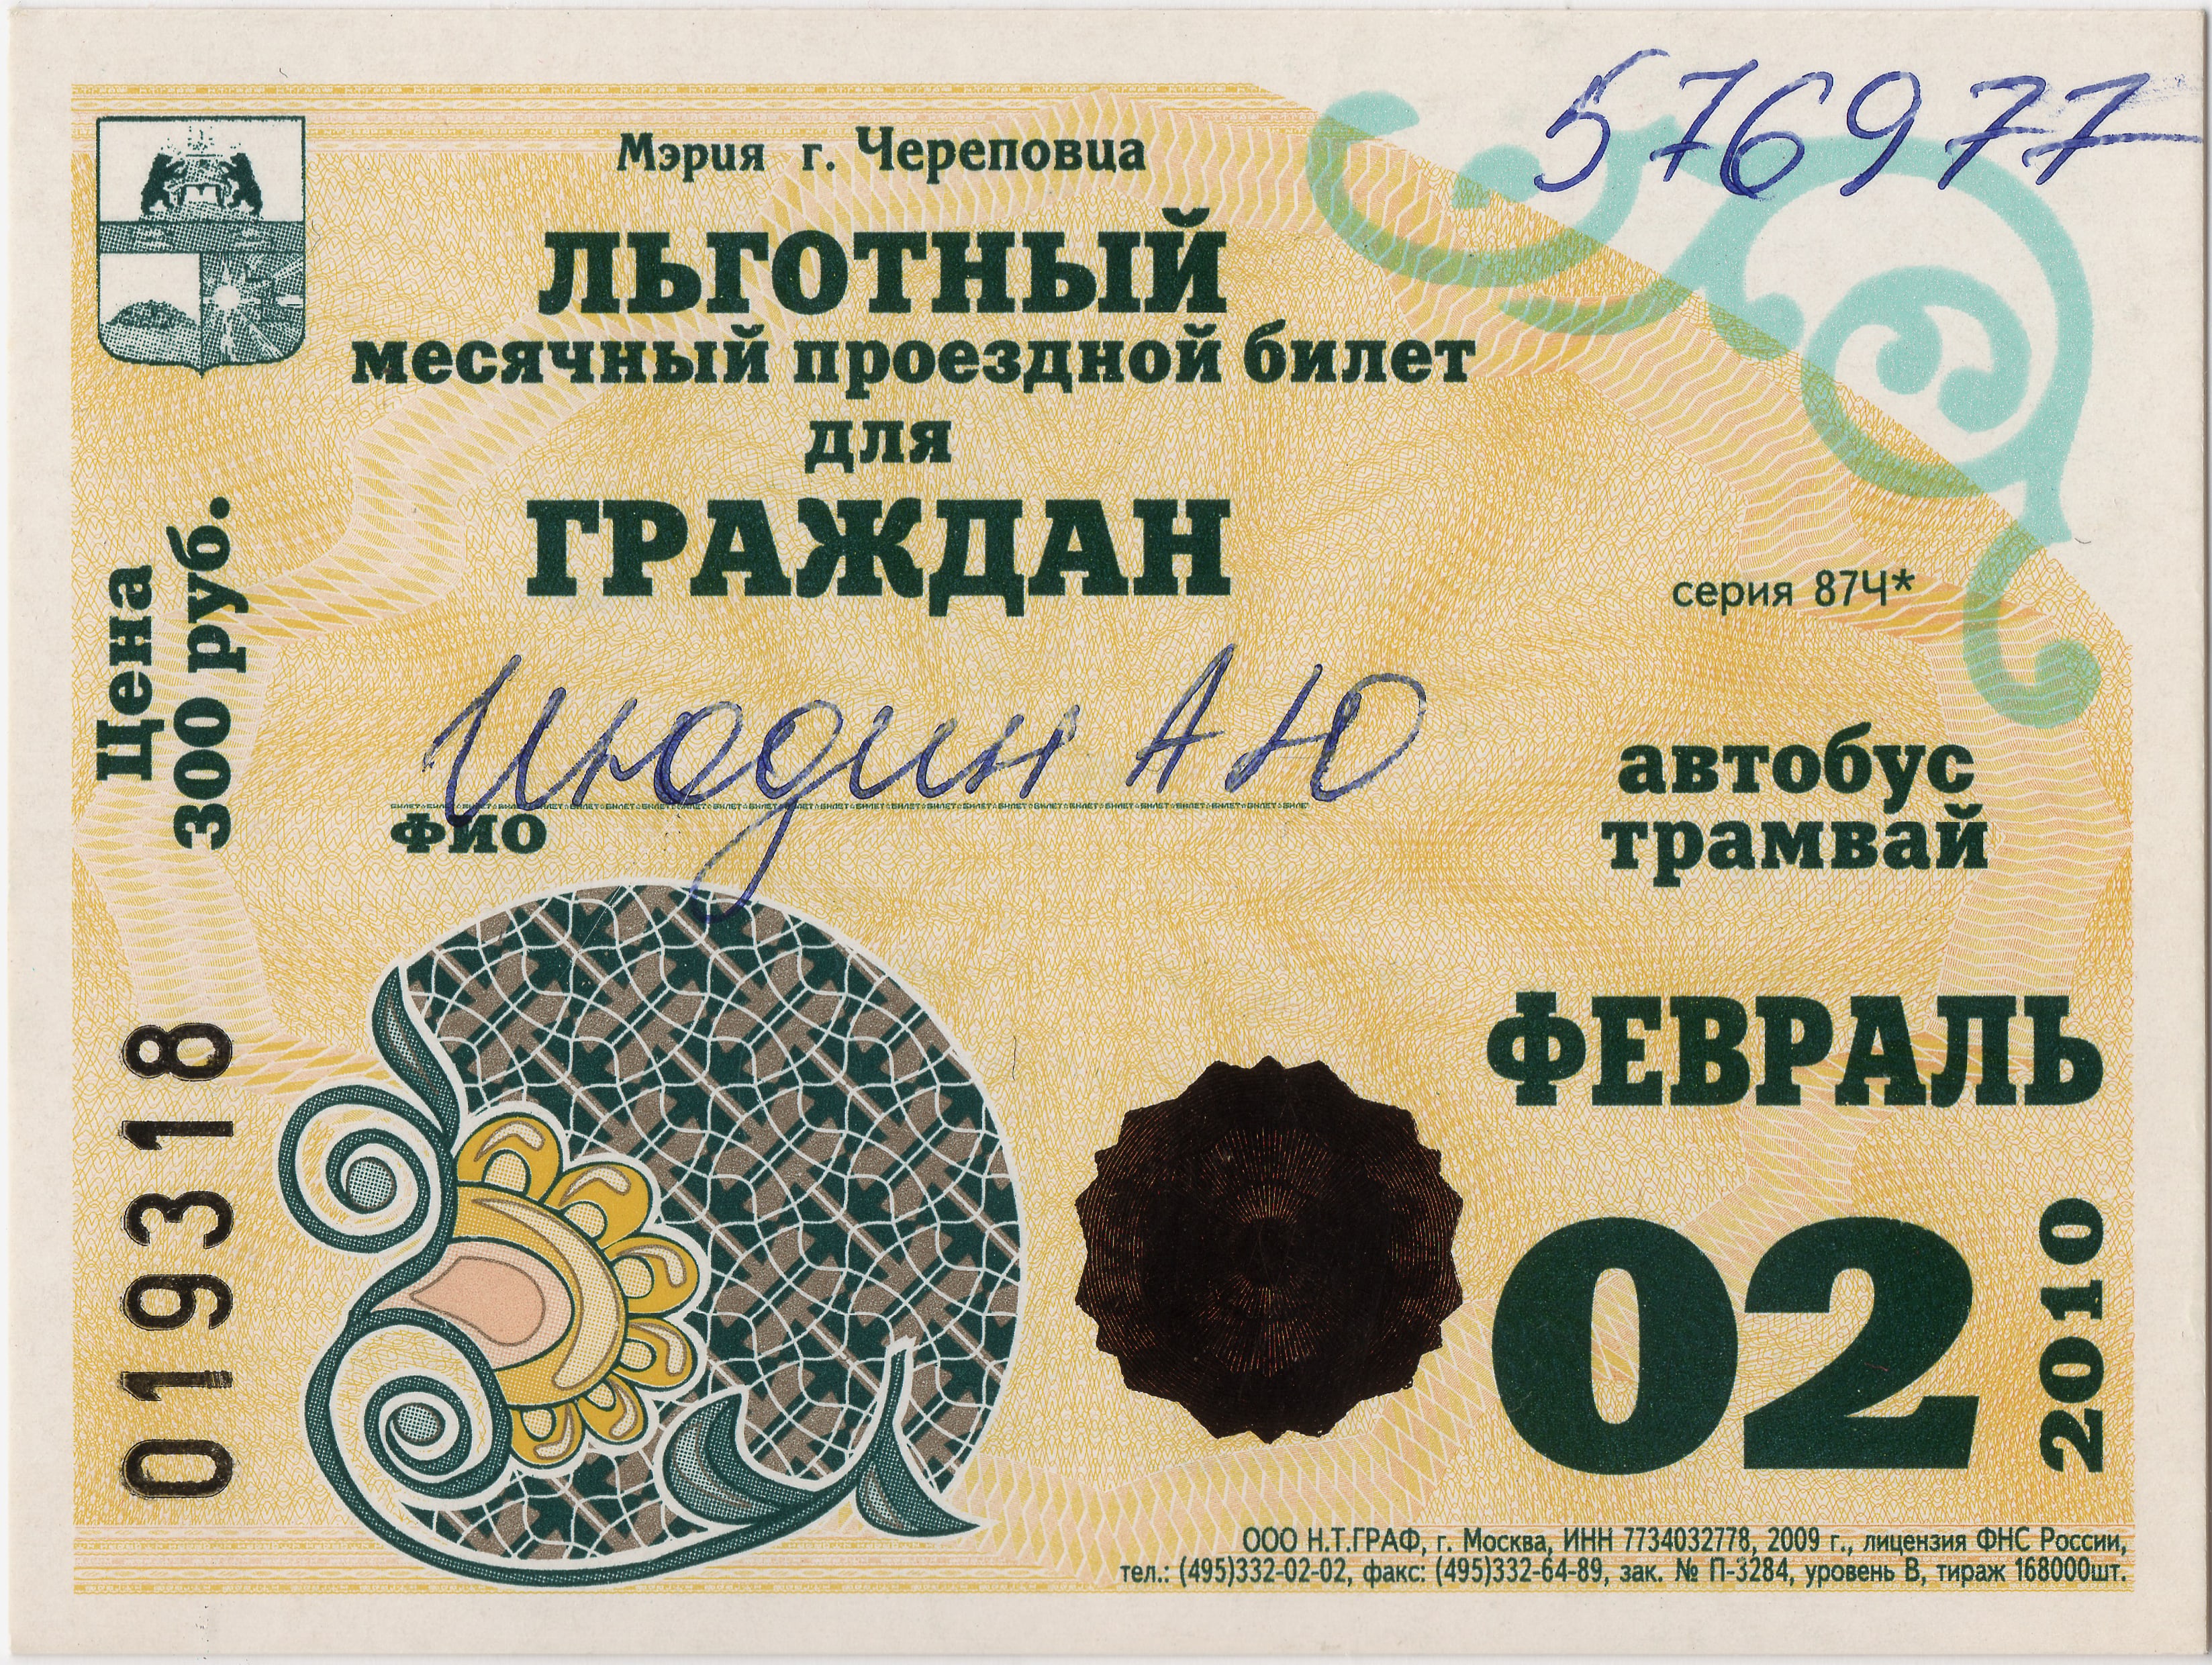 576977
Мэрия г. Череповца
ЛЬГОТНЫЙ
месячный проездной билет
для
ГРАЖДАН
серия 87Ч*
Цена
300 руб.
Июдин А Ю
ФИО
автобус
трамвай
ФЕВРАЛЬ
02
2010
019318
ООО Н.Т.ГРАФ, г. Москва, ИНН 7734032778, 2009 г., лицензия ФНС России,
тел.: (495)332-02-02, факс: (495)332-64-89, зак. № П-3284, уровень В, тираж 168000шт.